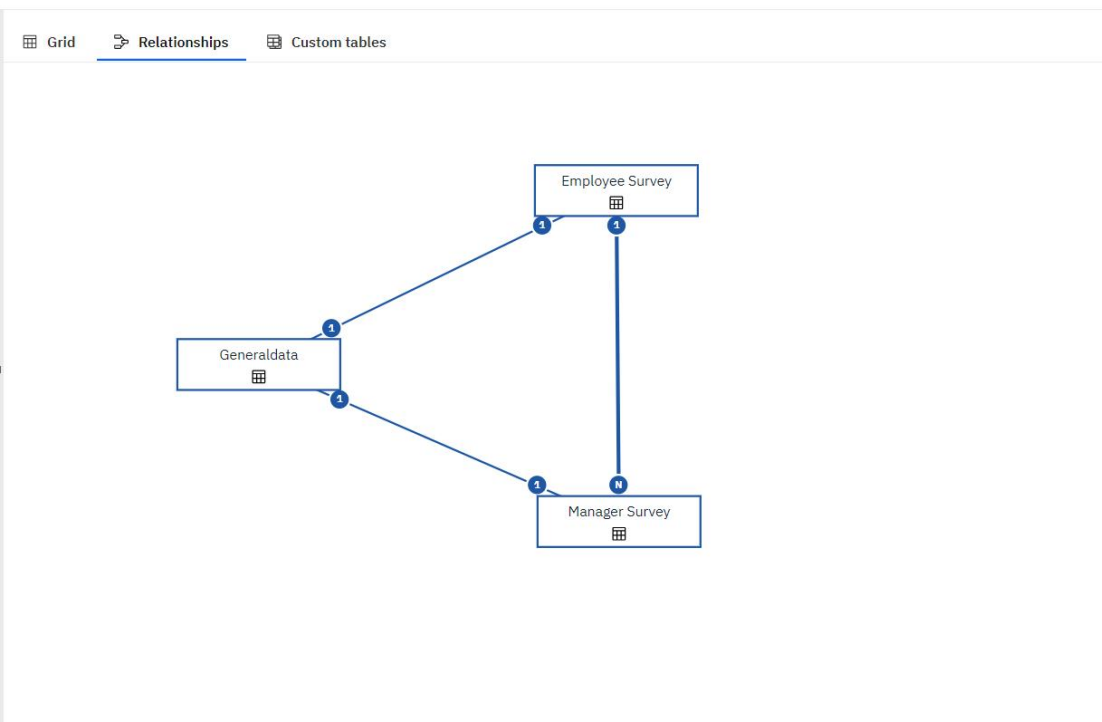 Grid Relationships Custom tables
Employee Survey
1 1
1
Generaldata
1
1 N
Manager Survey